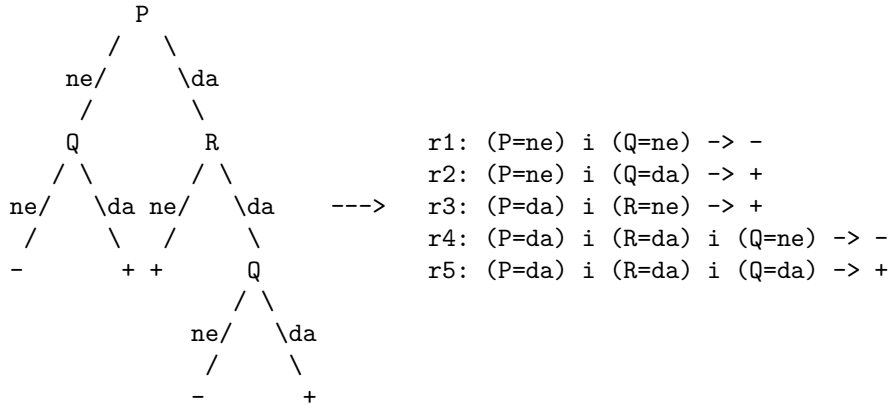 P
/ \
ne/ \da
/ \
Q R r1: (P=ne) i (Q=ne) -> -
/ \ / \ r2: (P=ne) i (Q=da) -> +
ne/ \da ne/ \da ---> r3: (P=da) i (R=ne) -> +
/ \ / \ r4: (P=da) i (R=da) i (Q=ne) -> -
- + + Q r5: (P=da) i (R=da) i (Q=da) -> +
/ \
ne/ \da
/ \
- +